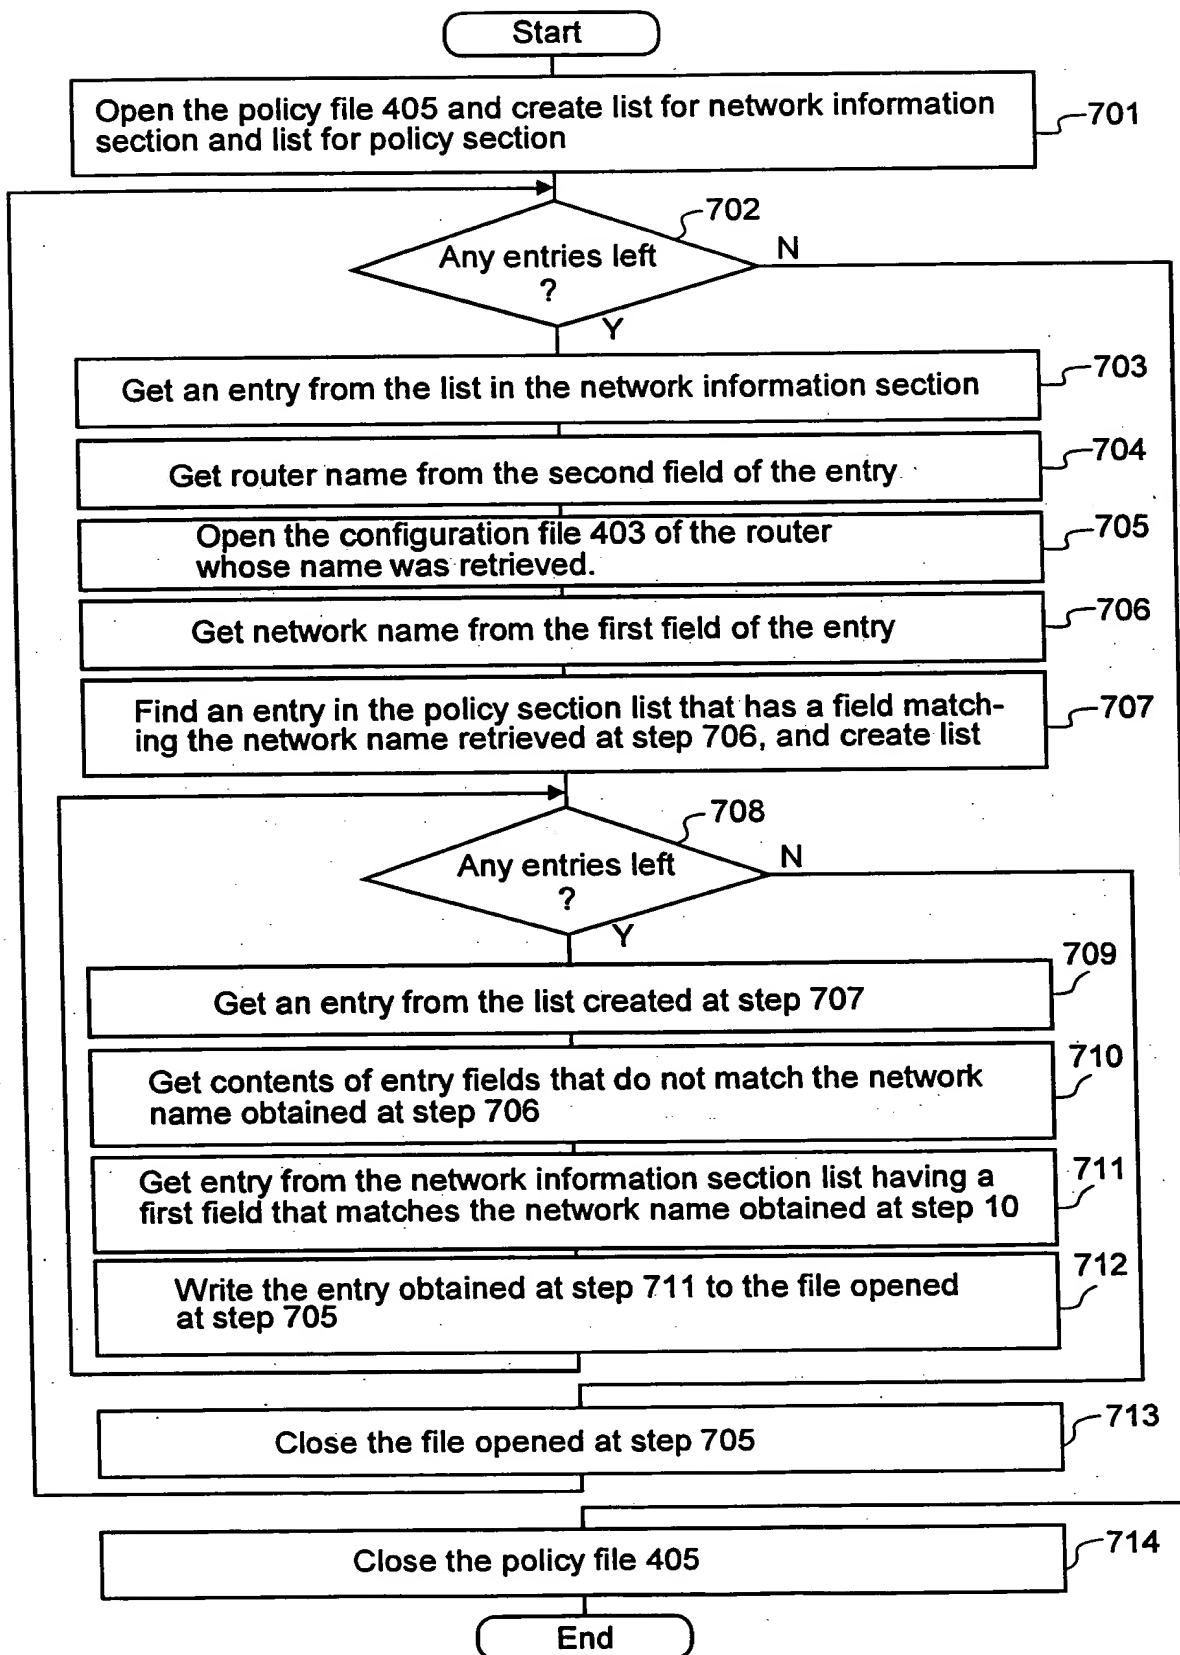 Start
Open the policy file 405 and create list for network information
section and list for policy section
701
702
Any entries left
?
N
Y
Get an entry from the list in the network information section
703
Get router name from the second field of the entry
704
Open the configuration file 403 of the router
whose name was retrieved.
705
Get network name from the first field of the entry
706
Find an entry in the policy section list that has a field match-
ing the network name retrieved at step 706, and create list
707
708
Any entries left
?
N
Y
709
Get an entry from the list created at step 707
710
Get contents of entry fields that do not match the network
name obtained at step 706
711
Get entry from the network information section list having a
first field that matches the network name obtained at step 10
712
Write the entry obtained at step 711 to the file opened
at step 705
713
Close the file opened at step 705
714
Close the policy file 405
End